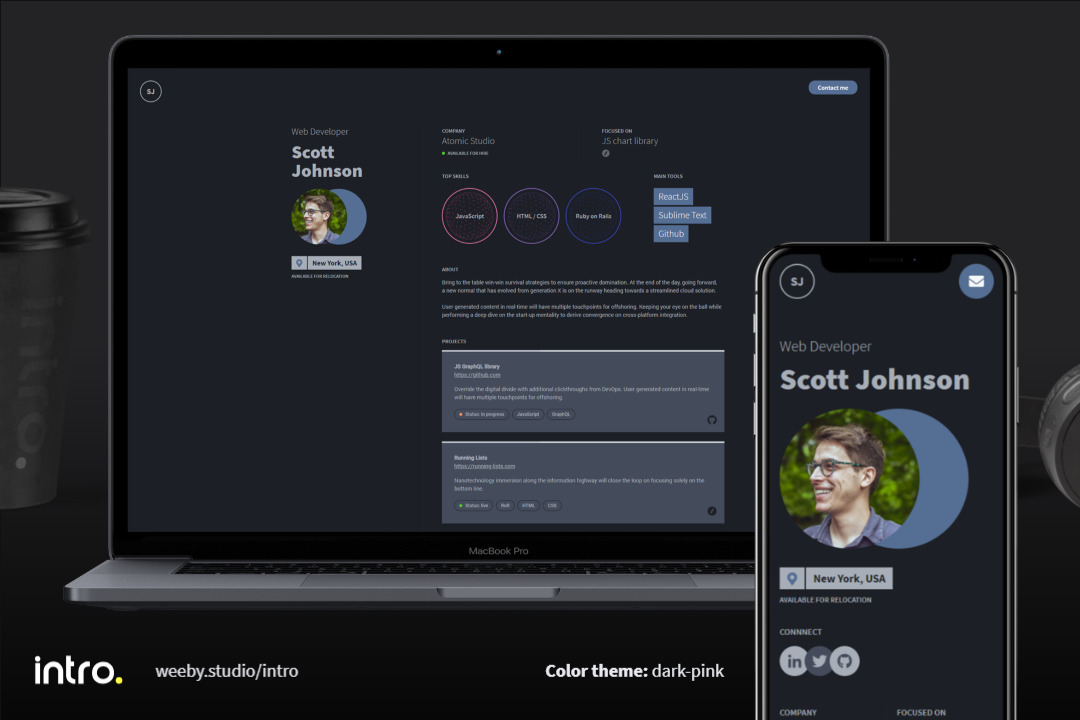 SJ
Contact me
Web Developer
Scott
Johnson
New York, USA
AVAILABLE FOR RELOCATION
COMPANY
Atomic Studio
AVAILABLE FOR HIRE
FOCUSED ON
JS chart library
TOP SKILLS
JavaScript
HTML / CSS
Ruby on Rails
MAIN TOOLS
ReactJS
Sublime Text
Github
ABOUT
Bring to the table win-win survival strategies to ensure proactive domination. At the end of the day, going forward,
a new normal that has evolved from generation X is on the runway heading towards a streamlined cloud solution.
User generated content in real-time will have multiple touchpoints for offshoring. Keeping your eye on the ball while
performing a deep dive on the start-up mentality to derive convergence on cross-platform integration.
PROJECTS
JS GraphQL library
https://github.com
Override the digital divide with additional clickthroughs from DevOps. User generated content in real-time
will have multiple touchpoints for offshoring.
Status: in progress
JavaScript
GraphQL
Running Lists
https://running-lists.com
Nanotechnology immersion along the information highway will close the loop on focusing solely on the
bottom line.
Status: live
RoR
HTML
CSS
MacBook Pro
SJ
Web Developer
Scott Johnson
New York, USA
AVAILABLE FOR RELOCATION
CONNNECT
in
COMPANY
FOCUSED ON
intro.
intro.
weeby.studio/intro
Color theme: dark-pink